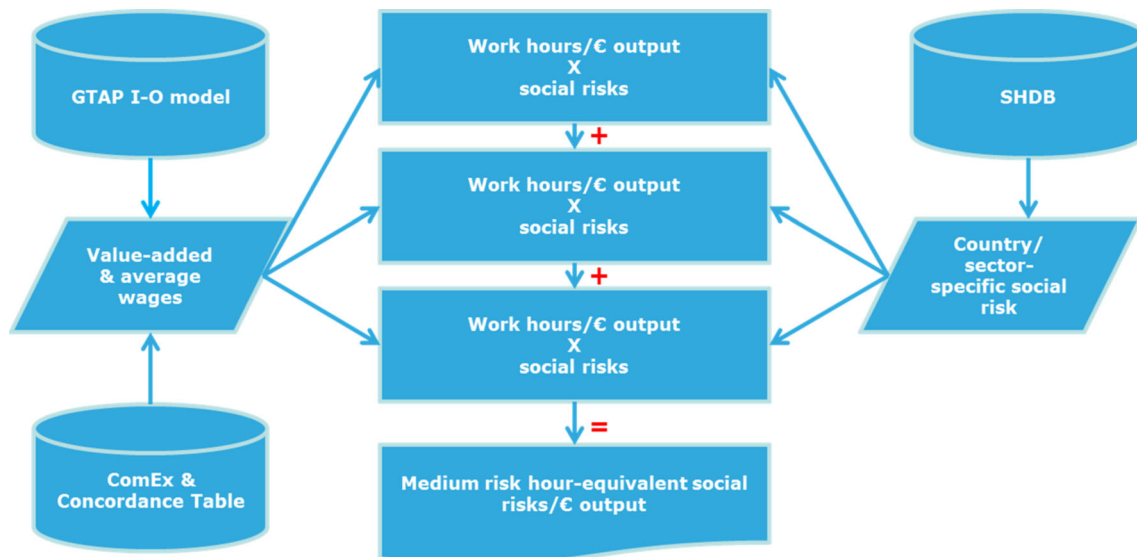 GTAP I-O model
Value-added
& average
wages
ComEx &
Concordance Table
Work hours/€ output
X
social risks
+
Work hours/€ output
X
social risks
+
Work hours/€ output
X
social risks
=
Medium risk hour-equivalent social
risks/€ output
SHDB
Country/
sector-
specific social
risk